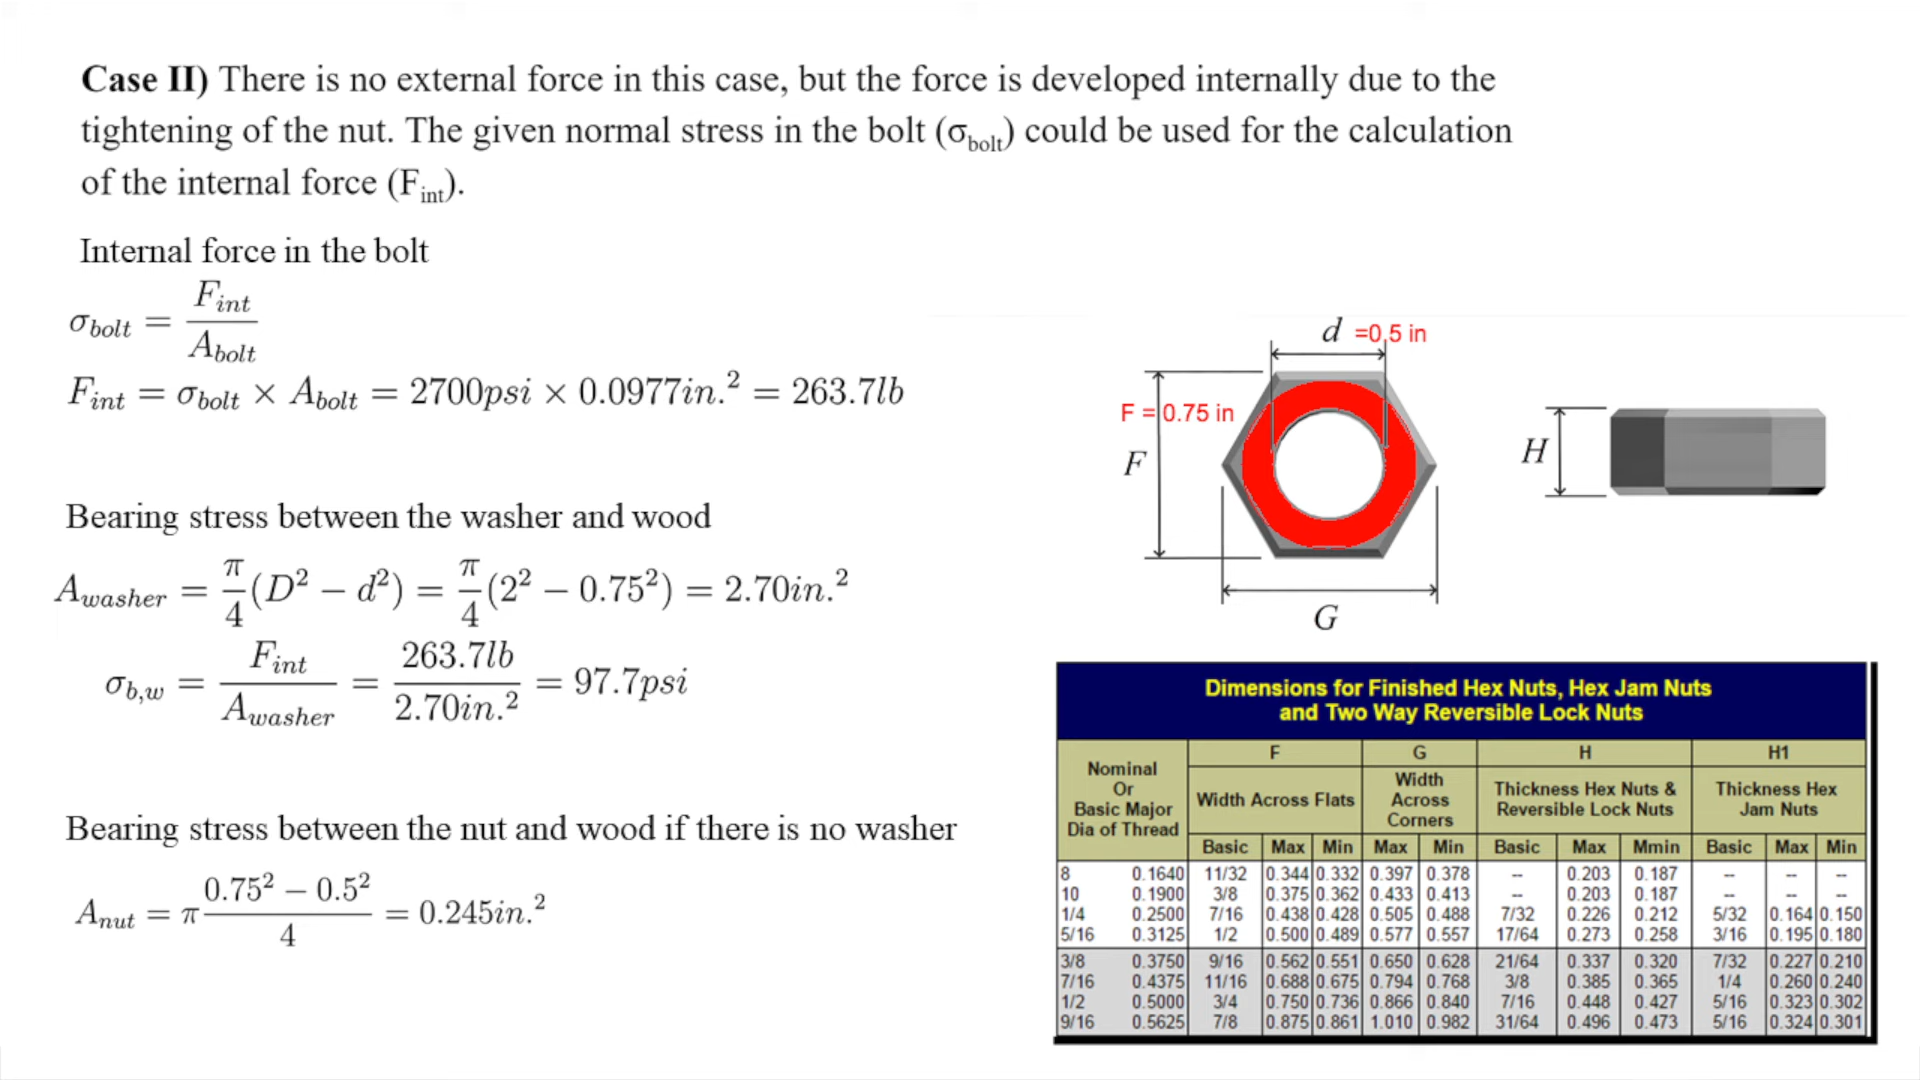 Case II) There is no external force in this case, but the force is developed internally due to the
tightening of the nut. The given normal stress in the bolt (σbolt) could be used for the calculation
of the internal force (Fint).
Internal force in the bolt
σbolt = Fint / Abolt
Fint = σbolt × Abolt = 2700psi × 0.0977in.² = 263.7lb
Bearing stress between the washer and wood
Awasher = π/4 (D² − d²) = π/4 (2² − 0.75²) = 2.70in.²
σb,w = Fint / Awasher = 263.7lb / 2.70in.² = 97.7psi
Bearing stress between the nut and wood if there is no washer
Anut = π (0.75² − 0.5²) / 4 = 0.245in.²
d =0,5 in
F = 0.75 in
F
G
H
Dimensions for Finished Hex Nuts, Hex Jam Nuts
and Two Way Reversible Lock Nuts
Nominal
Or
Basic Major
Dia of Thread
F G H H1
Width Across Flats
Width
Across
Corners
Thickness Hex Nuts &
Reversible Lock Nuts
Thickness Hex
Jam Nuts
Basic Max Min Max Min Basic Max Mmin Basic Max Min
8 0.1640 11/32 0.344 0.332 0.397 0.378 -- 0.203 0.187 -- -- --
10 0.1900 3/8 0.375 0.362 0.433 0.413 -- 0.203 0.187 -- -- --
1/4 0.2500 7/16 0.438 0.428 0.505 0.488 7/32 0.226 0.212 5/32 0.164 0.150
5/16 0.3125 1/2 0.500 0.489 0.577 0.557 17/64 0.273 0.258 3/16 0.195 0.180
3/8 0.3750 9/16 0.562 0.551 0.650 0.628 21/64 0.337 0.320 7/32 0.227 0.210
7/16 0.4375 11/16 0.688 0.675 0.794 0.768 3/8 0.385 0.365 1/4 0.260 0.240
1/2 0.5000 3/4 0.750 0.736 0.866 0.840 7/16 0.448 0.427 5/16 0.323 0.302
9/16 0.5625 7/8 0.875 0.861 1.010 0.982 31/64 0.496 0.473 5/16 0.324 0.301